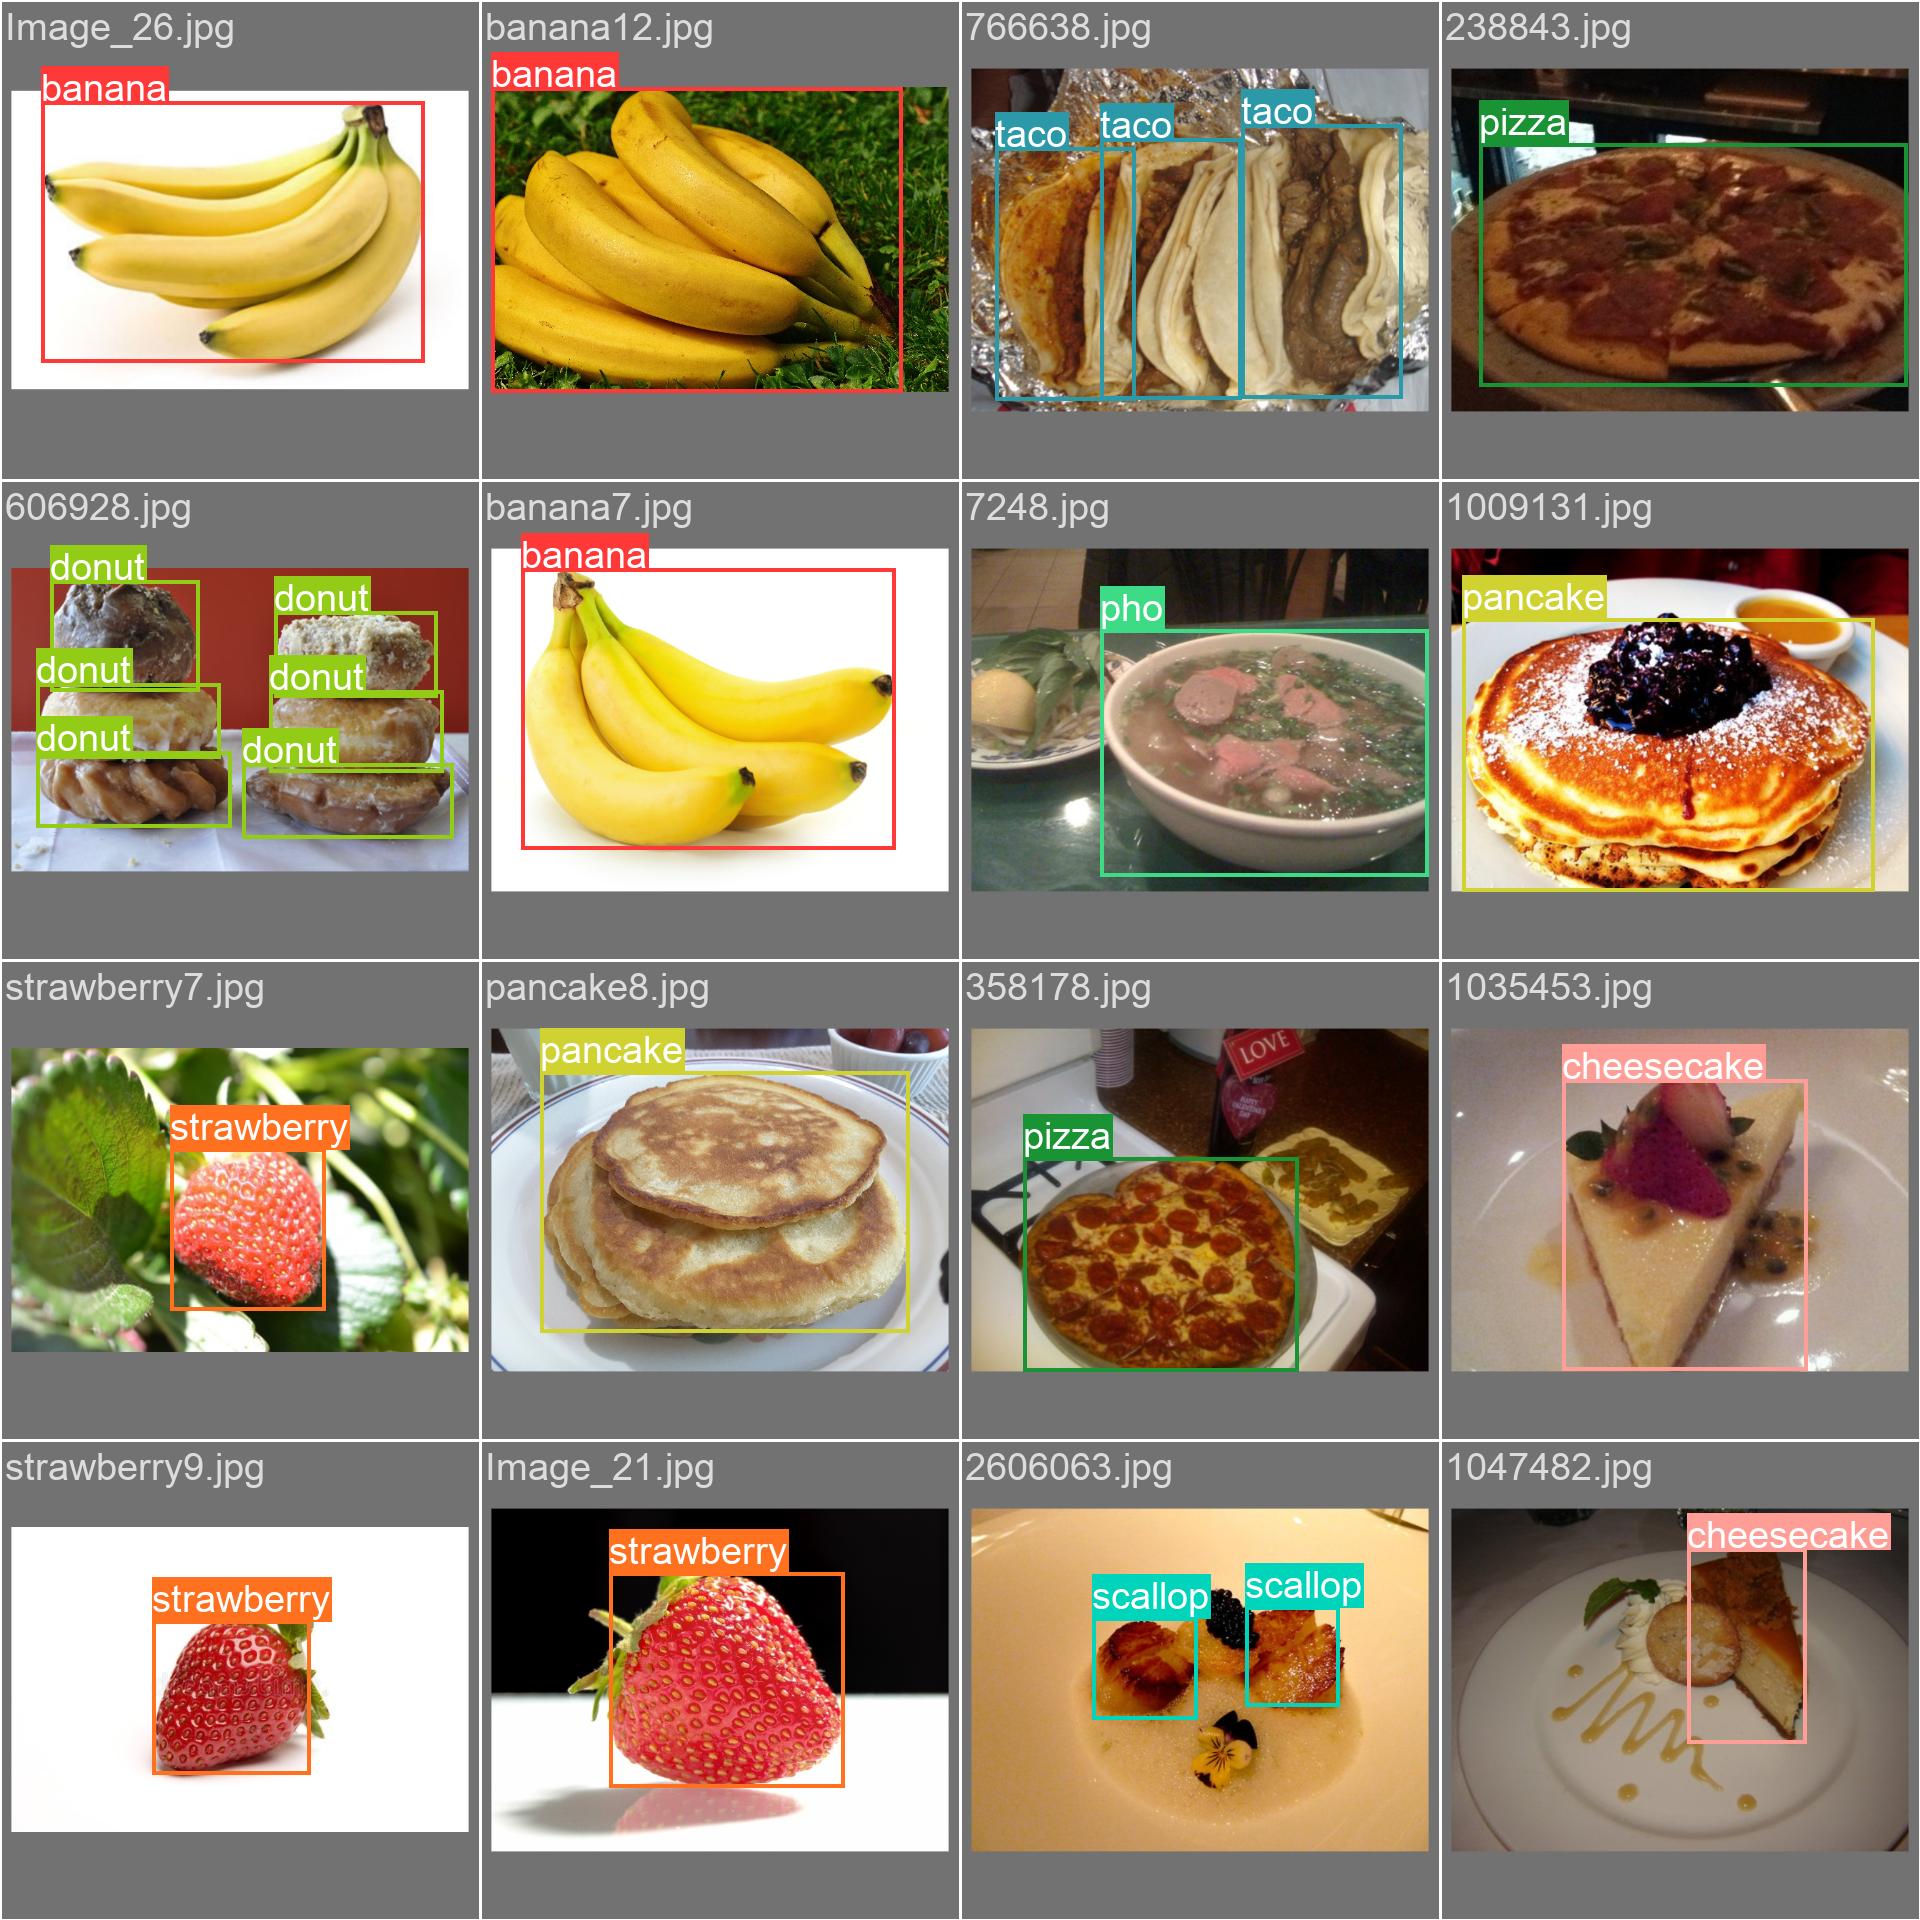 Image_26.jpg
banana
banana12.jpg
banana
766638.jpg
taco
taco
taco
238843.jpg
pizza
606928.jpg
donut
donut
donut
donut
donut
donut
banana7.jpg
banana
7248.jpg
pho
1009131.jpg
pancake
strawberry7.jpg
strawberry
pancake8.jpg
pancake
358178.jpg
LOVE
HAPPY
VALENTINE'S
DAY
pizza
1035453.jpg
cheesecake
strawberry9.jpg
strawberry
Image_21.jpg
strawberry
2606063.jpg
scallop
scallop
1047482.jpg
cheesecake